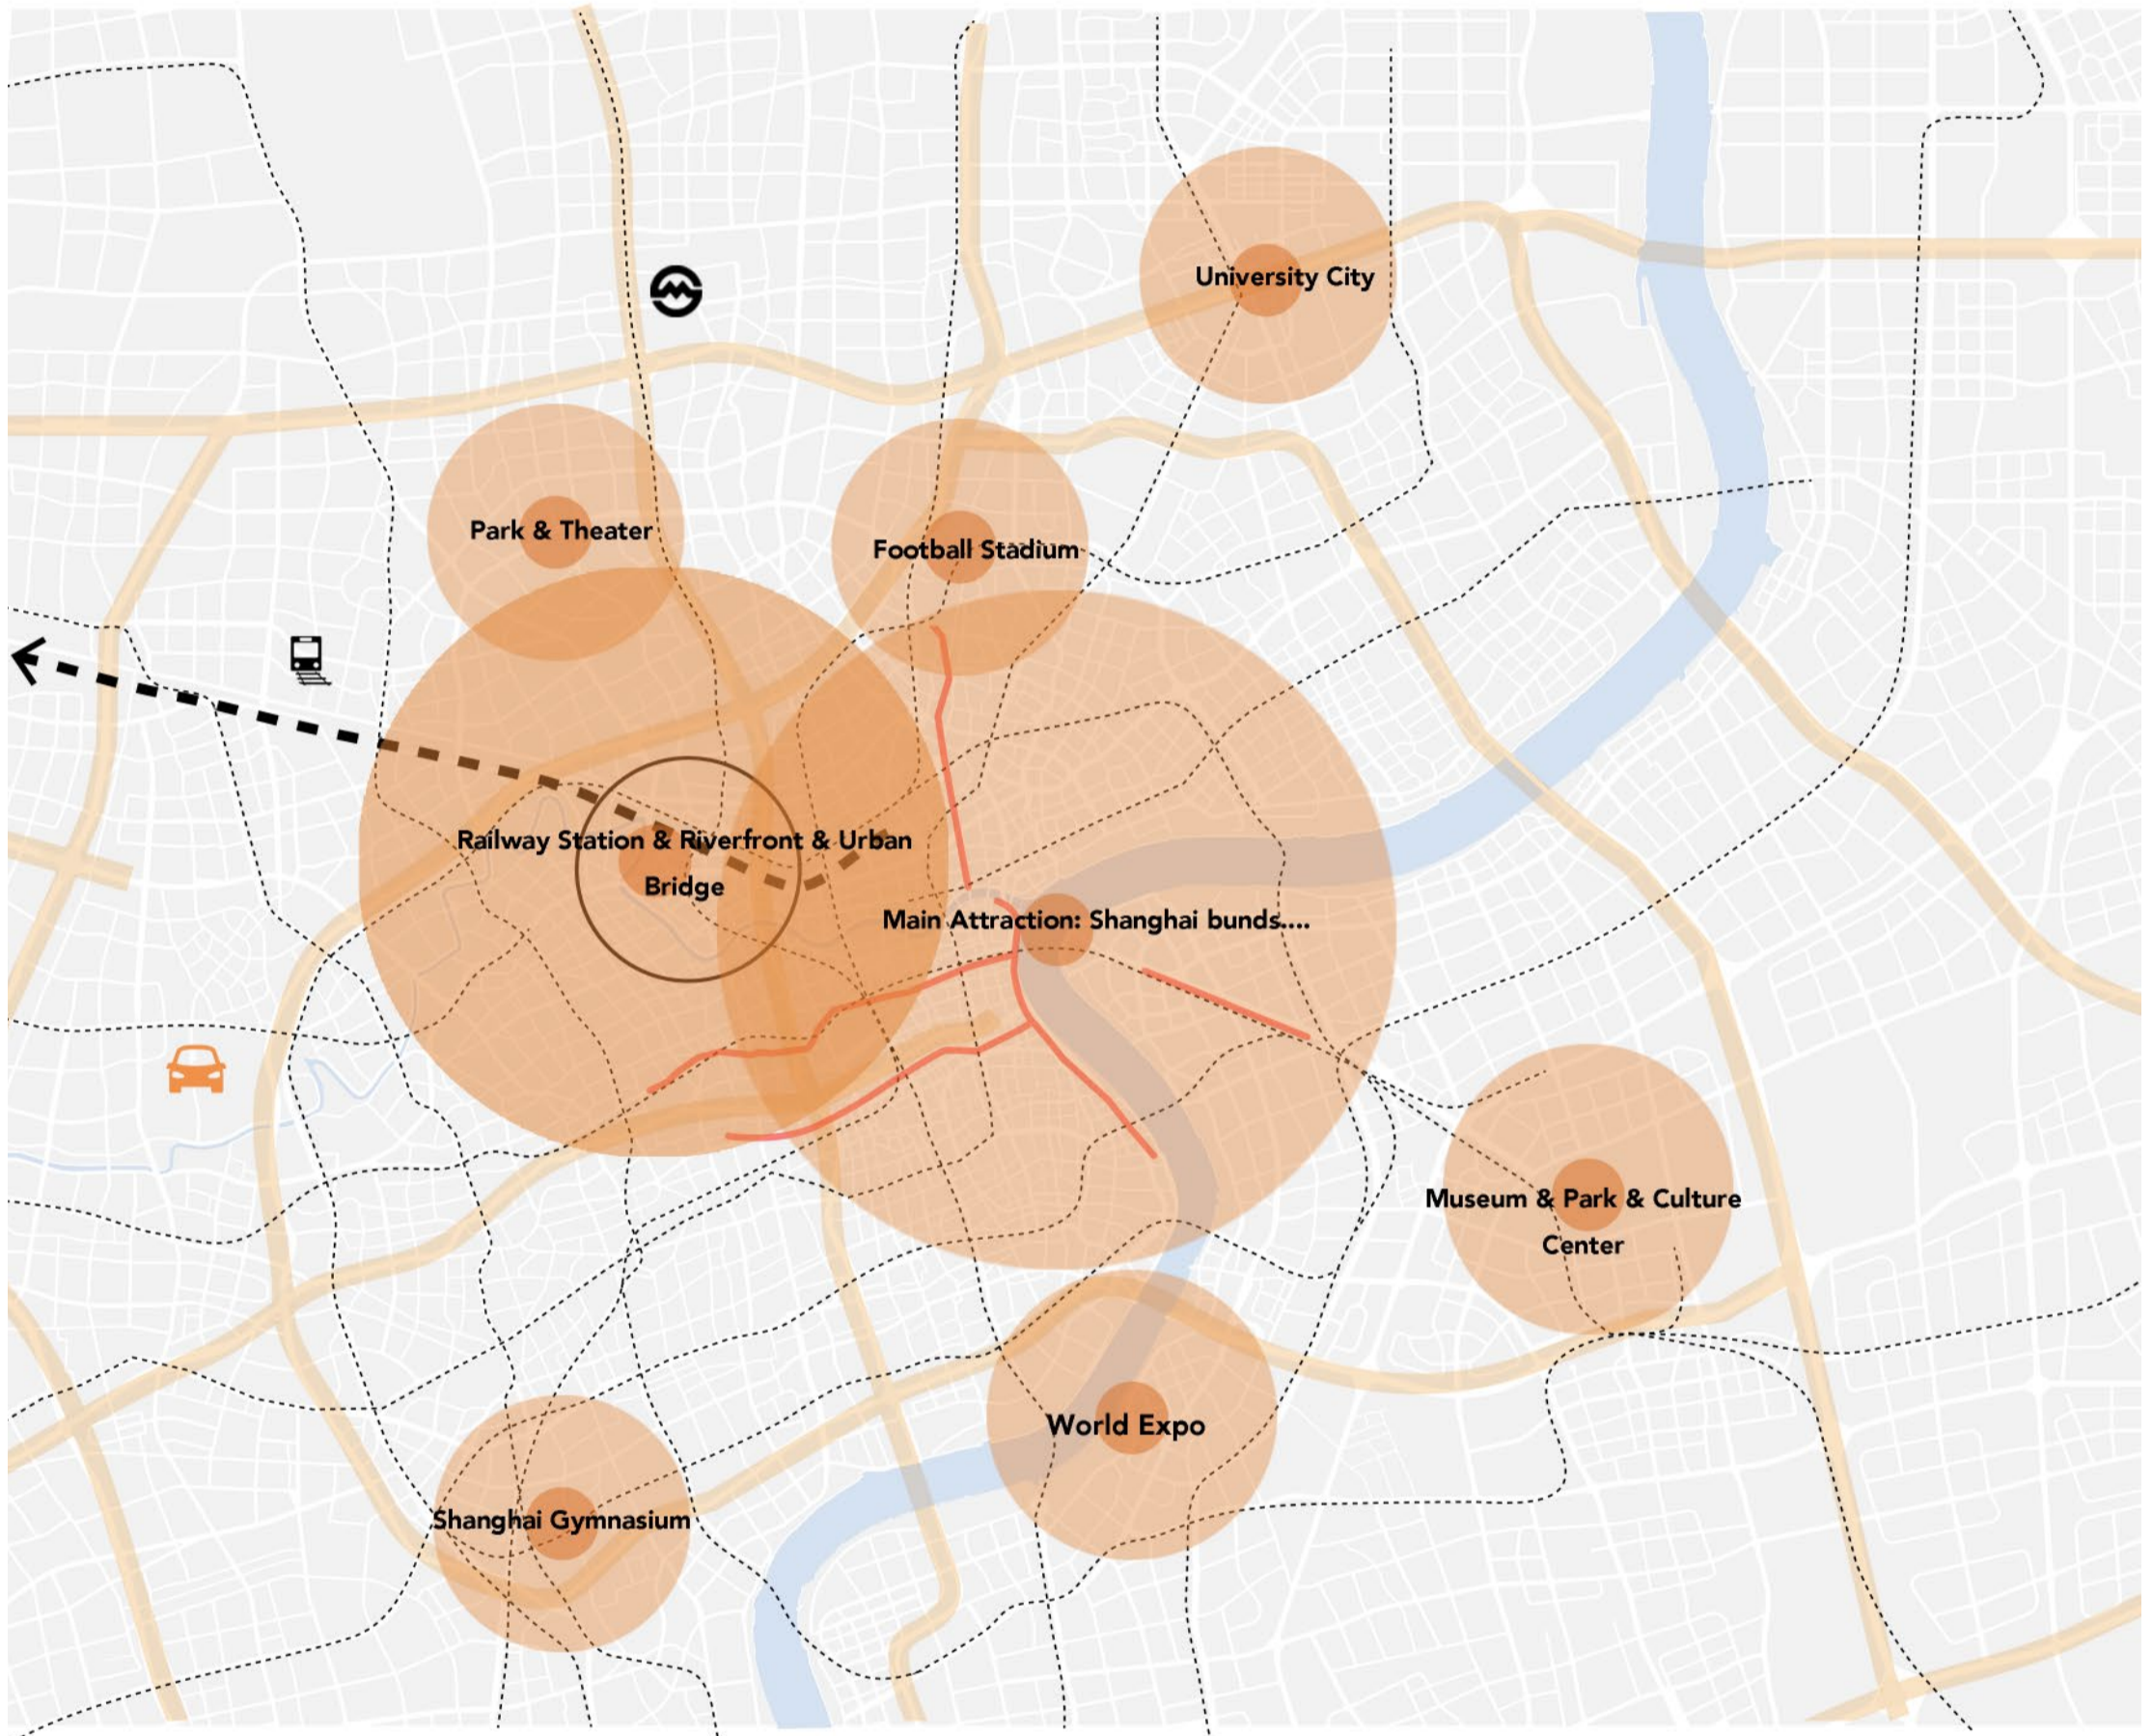 University City
Park & Theater
Football Stadium
Railway Station & Riverfront & Urban
Bridge
Main Attraction: Shanghai bunds....
Museum & Park & Culture
Center
World Expo
Shanghai Gymnasium